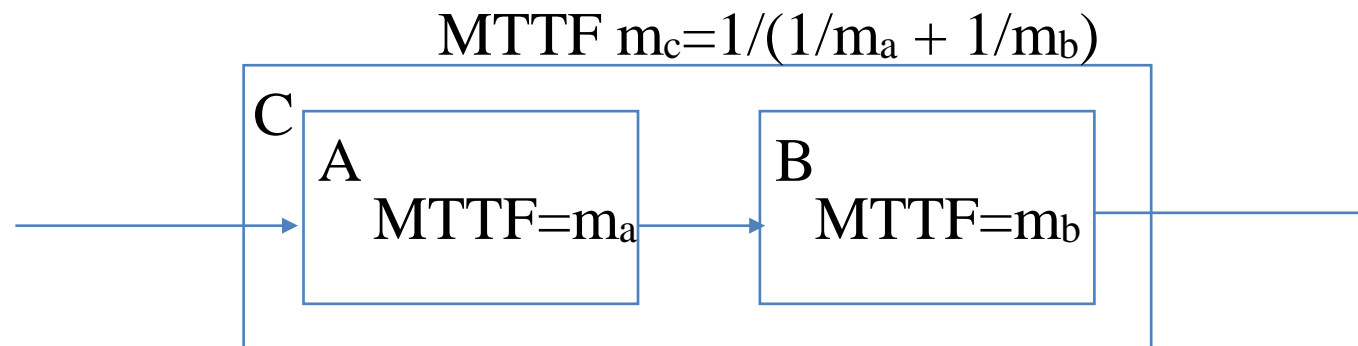 MTTF mc=1/(1/ma + 1/mb)
C
A
B
MTTF=ma
MTTF=mb